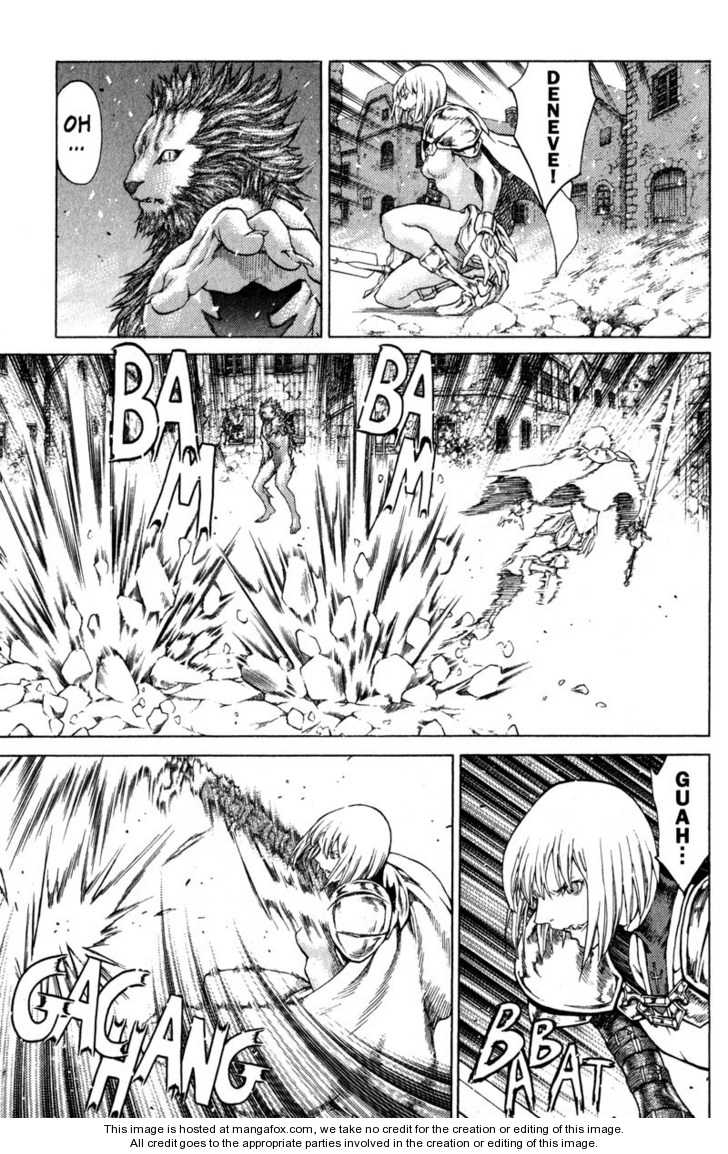 DENEVE!
OH
...
BAM
BAM
GUAH...
BABAT
GACHANG
This image is hosted at mangafox.com, we take no credit for the creation or editing of this image.
All credit goes to the appropriate parties involved in the creation or editing of this image.